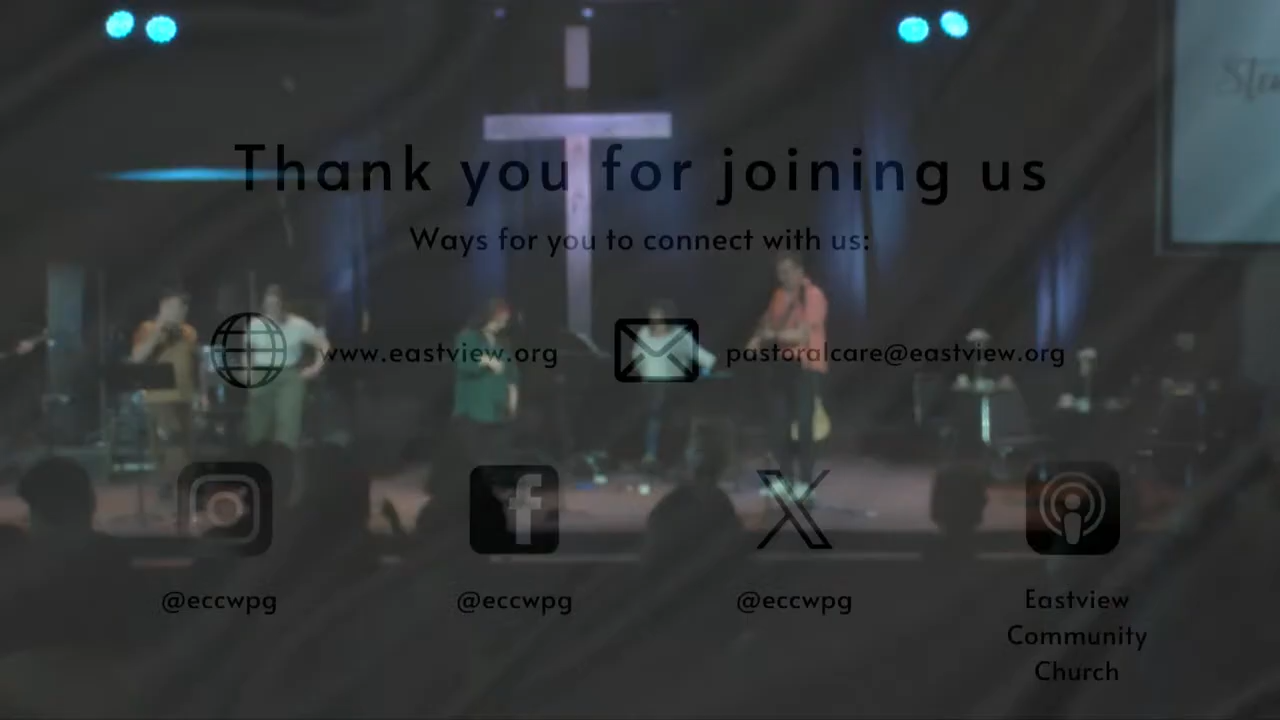 Thank you for joining us
Ways for you to connect with us:
www.eastview.org
pastoralcare@eastview.org
@eccwpg
@eccwpg
@eccwpg
Eastview
Community
Church